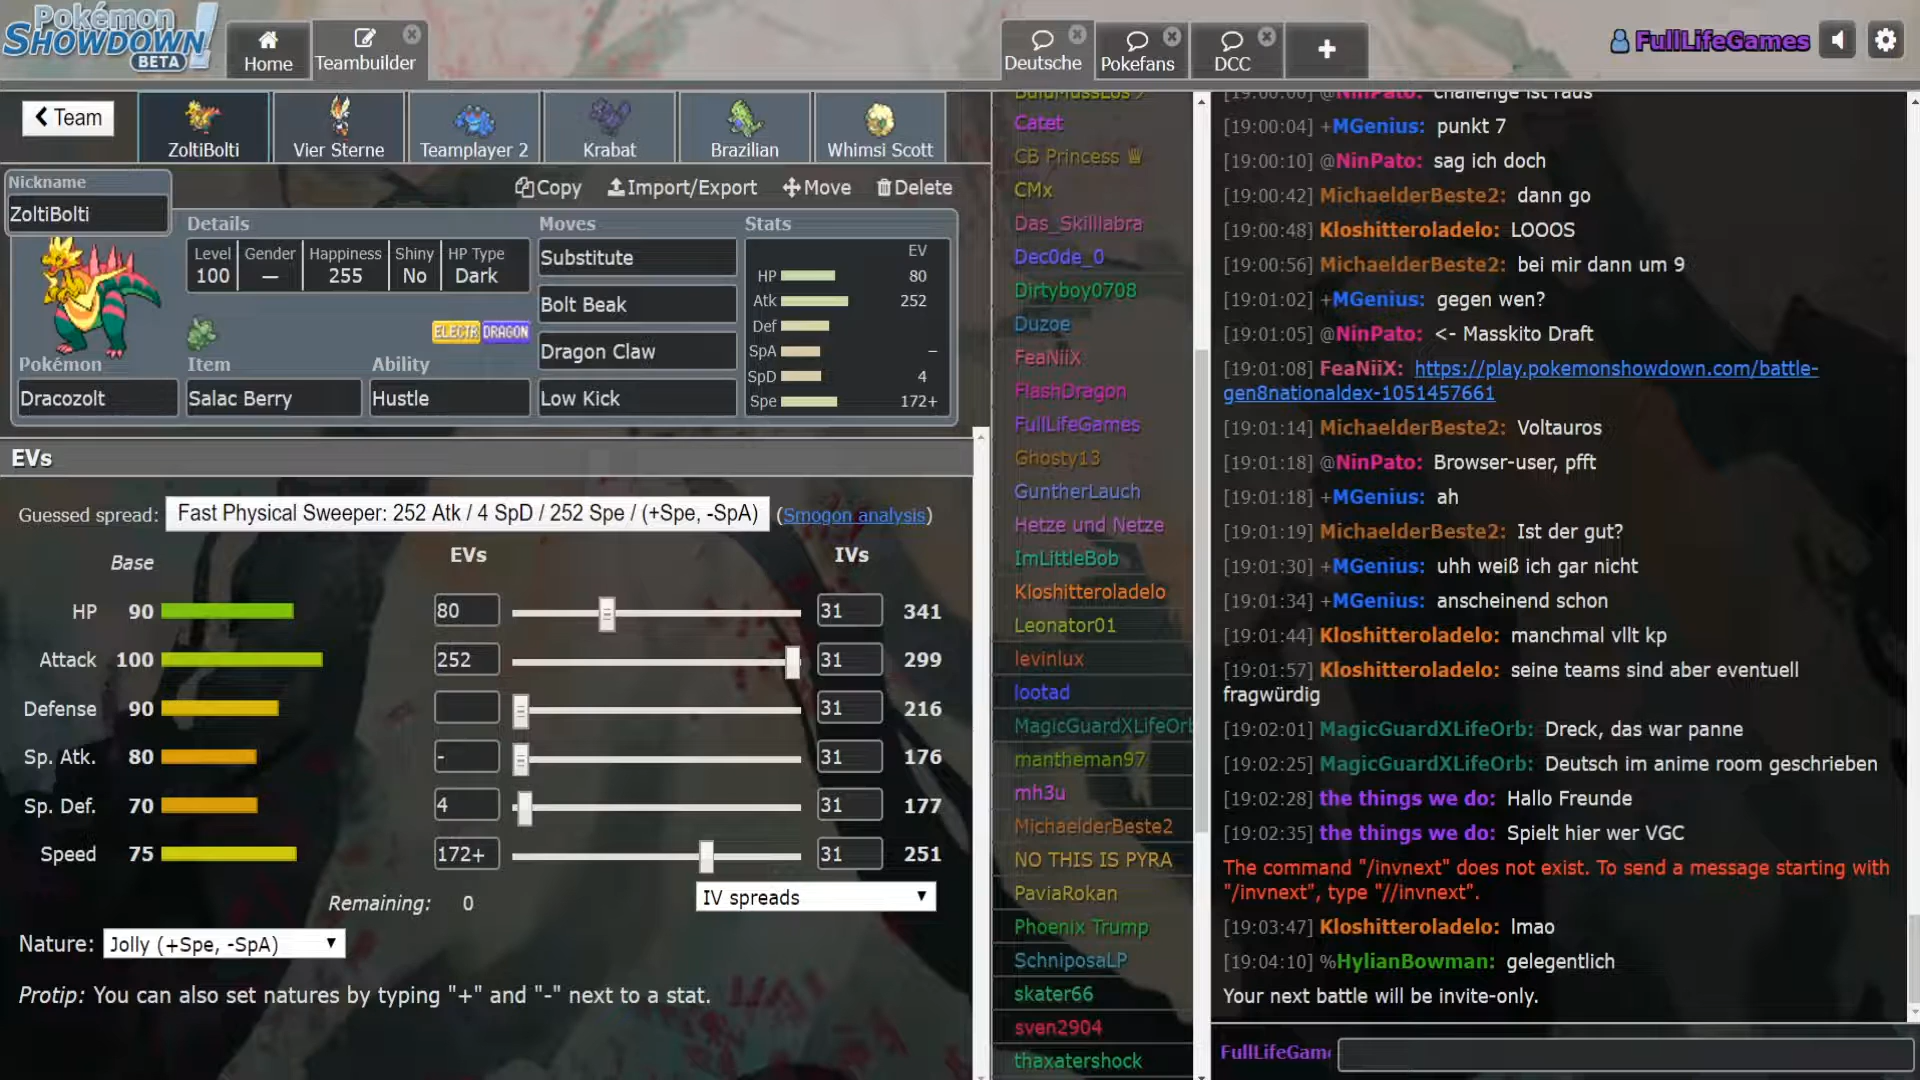 Pokémon
SHOWDOWN!
BETA
Home
Teambuilder
Deutsche
Pokefans
DCC
+
FullLifeGames
Team
ZoltiBolti
Vier Sterne
Teamplayer 2
Krabat
Brazilian
Whimsi Scott
Copy Import/Export Move Delete
Nickname
ZoltiBolti
Details
Level Gender Happiness Shiny HP Type
100 — 255 No Dark
ELECTR DRAGON
Pokémon Item Ability
Dracozolt Salac Berry Hustle
Moves
Substitute
Bolt Beak
Dragon Claw
Low Kick
Stats
EV
HP 80
Atk 252
Def
SpA –
SpD 4
Spe 172+
EVs
Guessed spread: Fast Physical Sweeper: 252 Atk / 4 SpD / 252 Spe / (+Spe, -SpA) (Smogon analysis)
Base EVs IVs
HP 90 80 31 341
Attack 100 252 31 299
Defense 90 31 216
Sp. Atk. 80 - 31 176
Sp. Def. 70 4 31 177
Speed 75 172+ 31 251
Remaining: 0 IV spreads
Nature: Jolly (+Spe, -SpA)
Protip: You can also set natures by typing "+" and "-" next to a stat.
Catet
CB Princess ♕
CMx
Das_Skilllabra
Dec0de_0
Dirtyboy0708
Duzoe
FeaNiiX
FlashDragon
FullLifeGames
Ghosty13
GuntherLauch
Hetze und Netze
ImLittleBob
Kloshitteroladelo
Leonator01
levinlux
lootad
MagicGuardXLifeOrb
mantheman97
mh3u
MichaelderBeste2
NO THIS IS PYRA
PaviaRokan
Phoenix Trump
SchniposaLP
skater66
sven2904
thaxatershock
[19:00:00] @NinPato: challenge ist raus
[19:00:04] +MGenius: punkt 7
[19:00:10] @NinPato: sag ich doch
[19:00:42] MichaelderBeste2: dann go
[19:00:48] Kloshitteroladelo: LOOOS
[19:00:56] MichaelderBeste2: bei mir dann um 9
[19:01:02] +MGenius: gegen wen?
[19:01:05] @NinPato: <- Masskito Draft
[19:01:08] FeaNiiX: https://play.pokemonshowdown.com/battle-
gen8nationaldex-1051457661
[19:01:14] MichaelderBeste2: Voltauros
[19:01:18] @NinPato: Browser-user, pfft
[19:01:18] +MGenius: ah
[19:01:19] MichaelderBeste2: Ist der gut?
[19:01:30] +MGenius: uhh weiß ich gar nicht
[19:01:34] +MGenius: anscheinend schon
[19:01:44] Kloshitteroladelo: manchmal vllt kp
[19:01:57] Kloshitteroladelo: seine teams sind aber eventuell
fragwürdig
[19:02:01] MagicGuardXLifeOrb: Dreck, das war panne
[19:02:25] MagicGuardXLifeOrb: Deutsch im anime room geschrieben
[19:02:28] the things we do: Hallo Freunde
[19:02:35] the things we do: Spielt hier wer VGC
The command "/invnext" does not exist. To send a message starting with
"/invnext", type "//invnext".
[19:03:47] Kloshitteroladelo: lmao
[19:04:10] %HylianBowman: gelegentlich
Your next battle will be invite-only.
FullLifeGam